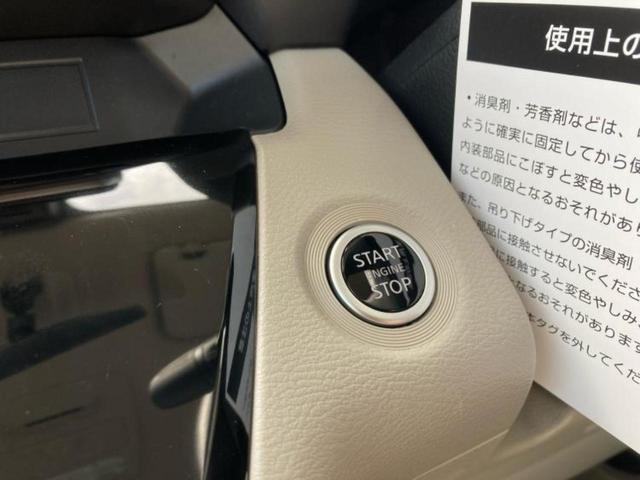 使用上の
・消臭剤・芳香剤などは、
ように確実に固定してから使
内装部品にこぼすと変色やし
などの原因となるおそれがあり
また、吊り下げタイプの消臭剤
部品に接触させないでくださ
に接触すると変色やしみ
なるおそれがあります
タグを外してくだ
START
ENGINE
STOP